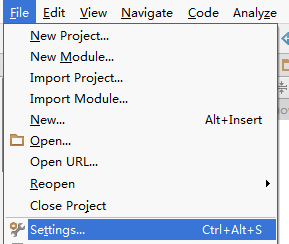 File Edit View Navigate Code Analyze
New Project...
New Module...
Import Project...
Import Module...
New... Alt+Insert
Open...
Open URL...
Reopen
Close Project
Settings... Ctrl+Alt+S